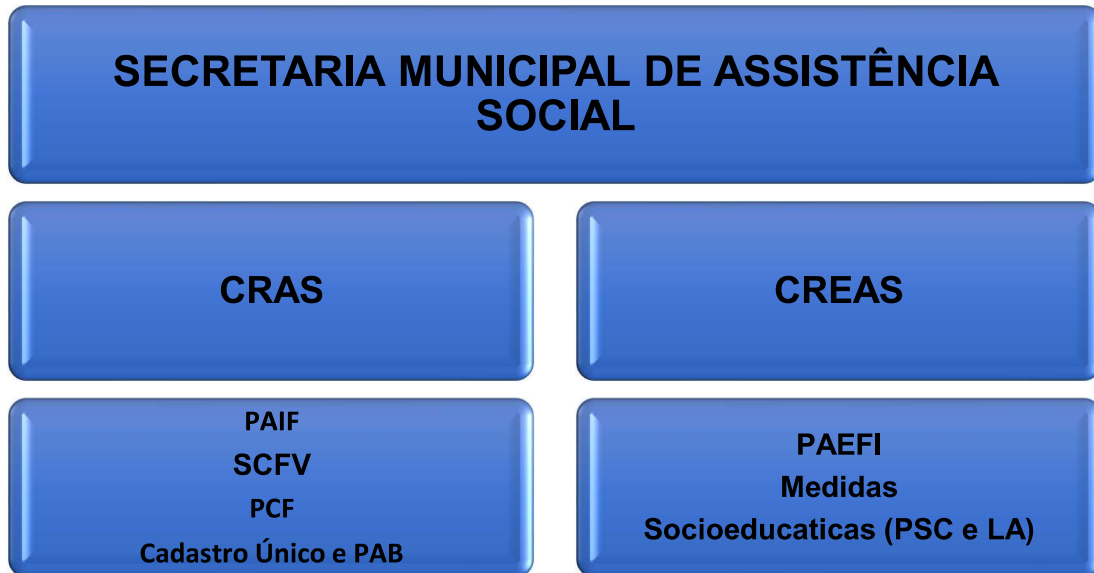 SECRETARIA MUNICIPAL DE ASSISTÊNCIA
SOCIAL
CRAS
CREAS
PAIF
SCFV
PCF
Cadastro Único e PAB
PAEFI
Medidas
Socioeducaticas (PSC e LA)